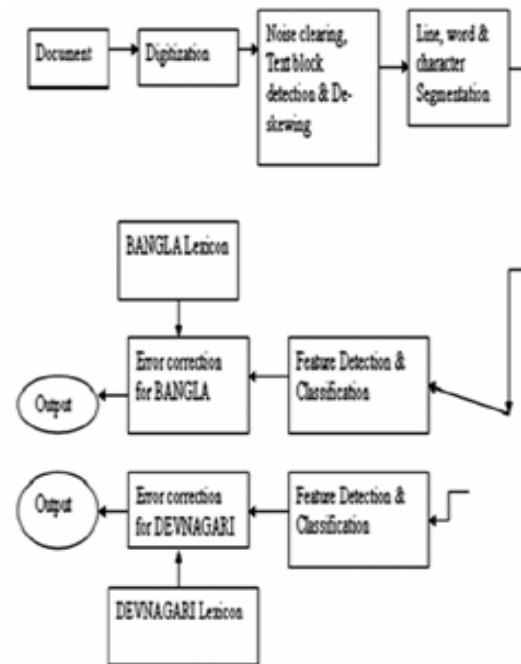 Document
Digitization
Noise clearing,
Text block
detection & De-
skewing
Line, word &
character
Segmentation
BANGLA Lexicon
Error correction
for BANGLA
Feature Detection &
Classification
Output
Output
Error correction
for DEVNAGARI
Feature Detection &
Classification
DEVNAGARI Lexicon